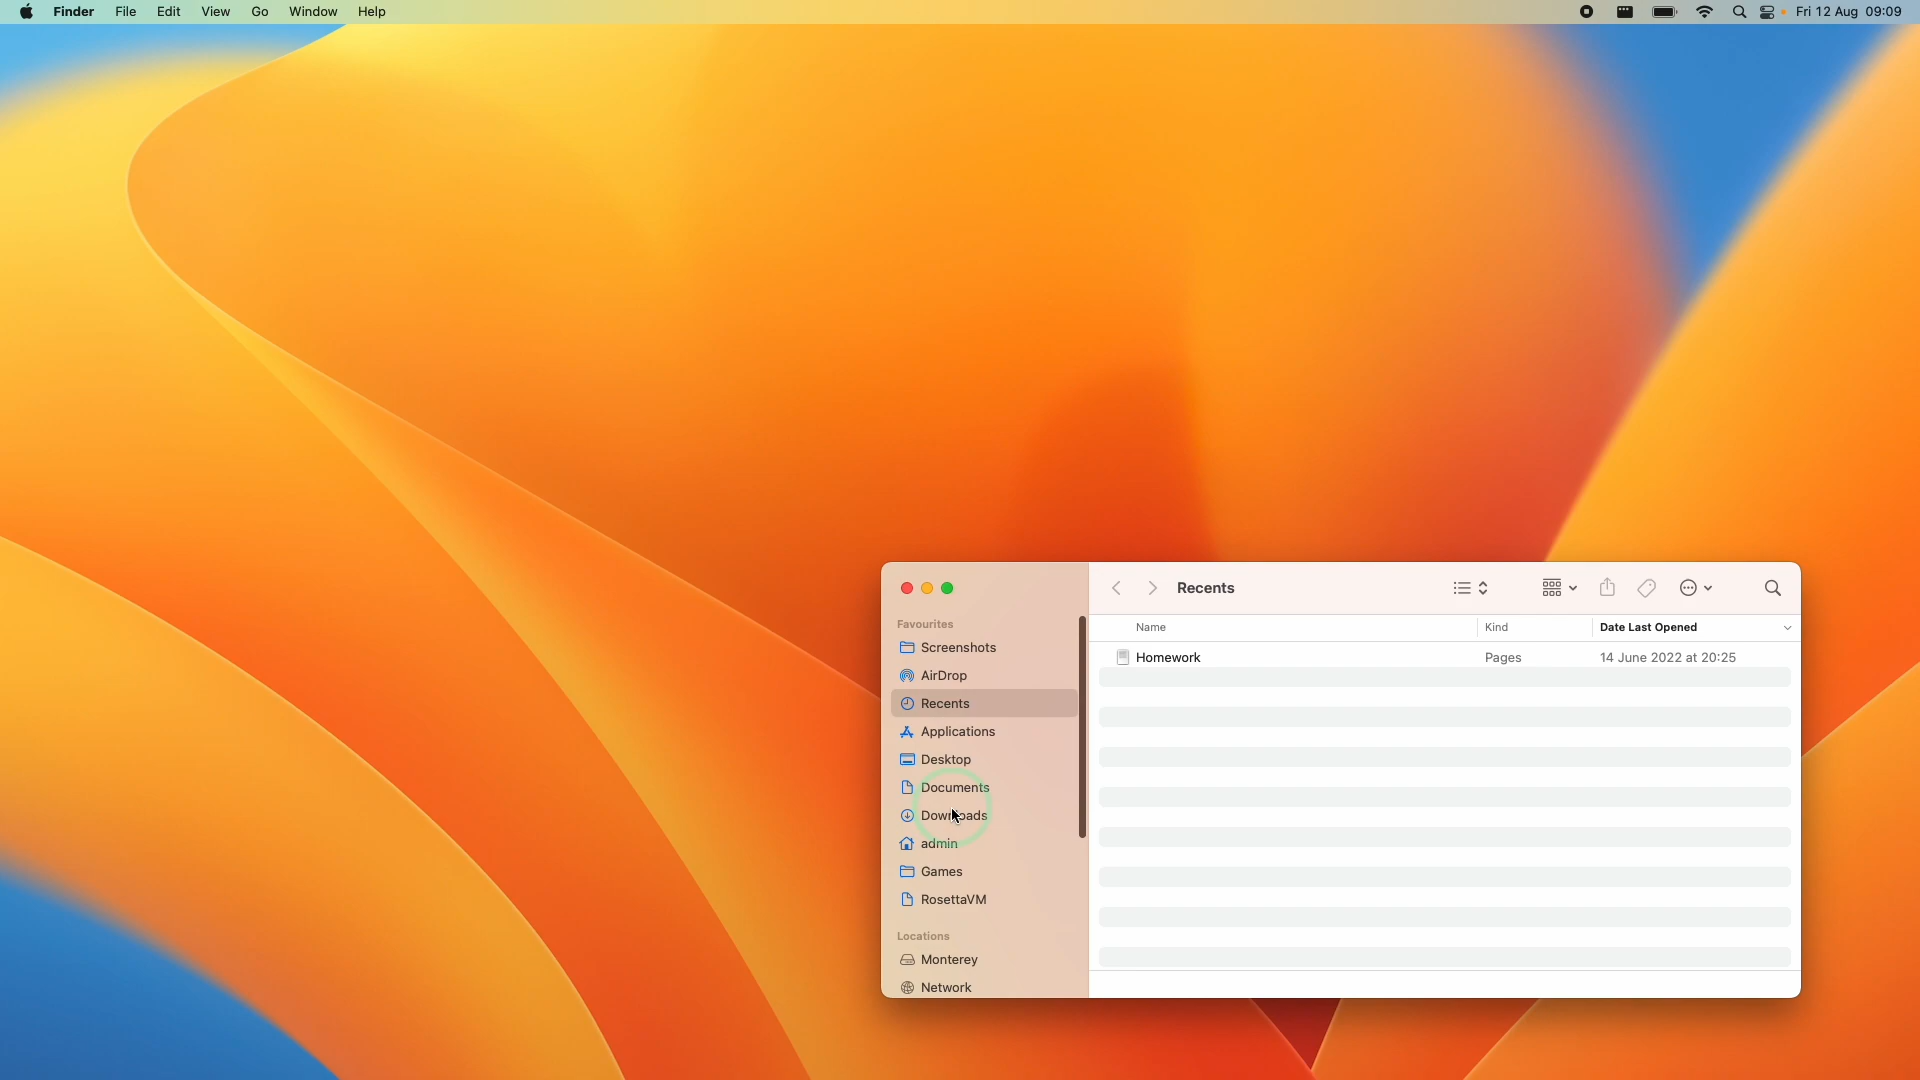 Finder File Edit View Go Window Help Fri 12 Aug 09:09
Recents
Favourites
Screenshots
AirDrop
Recents
Applications
Desktop
Documents
Downloads
admin
Games
RosettaVM
Locations
Monterey
Network
Name Kind Date Last Opened
Homework Pages 14 June 2022 at 20:25